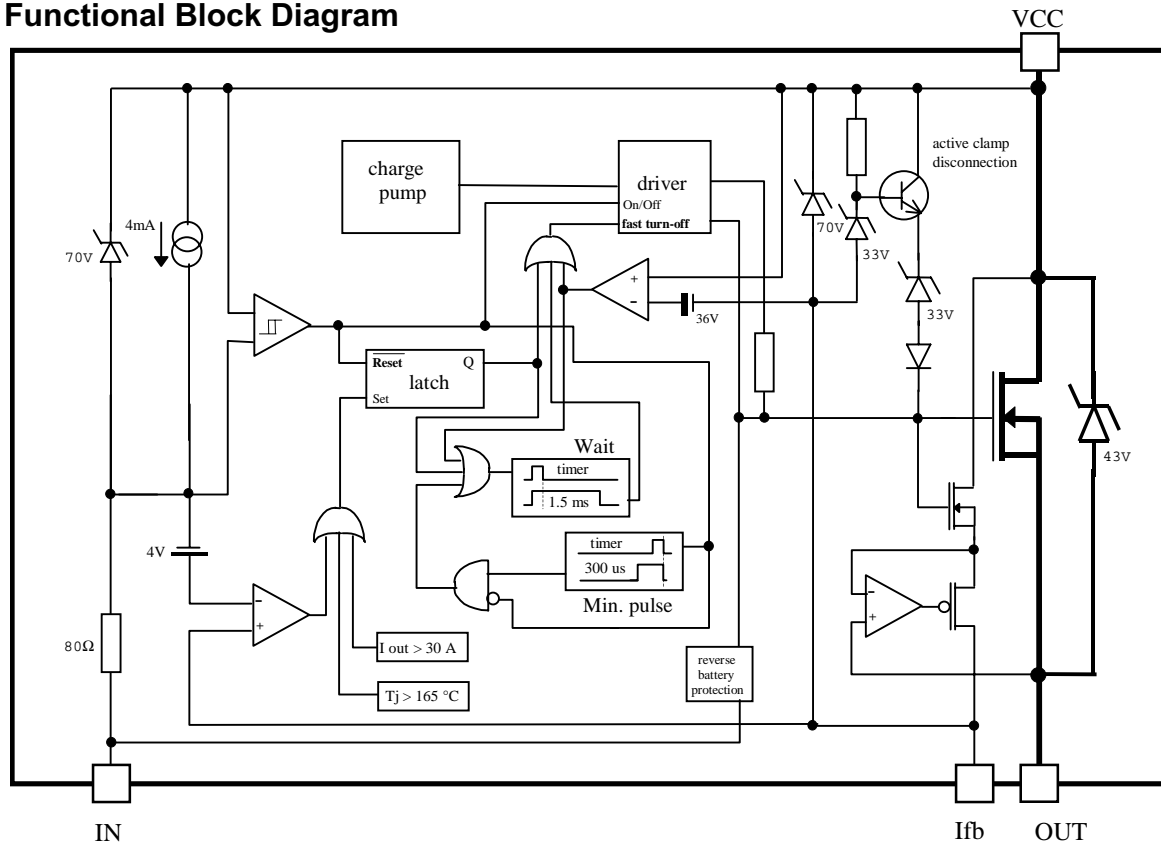 Functional Block Diagram
VCC
active clamp
disconnection
charge
pump
driver
On/Off
fast turn-off
4mA
70V
70V
33V
+
-
36V
33V
Reset
Q
latch
Set
43V
Wait
timer
1.5 ms
4V
timer
300 us
Min. pulse
-
+
-
+
80Ω
I out > 30 A
reverse
battery
protection
Tj > 165 °C
IN
Ifb
OUT